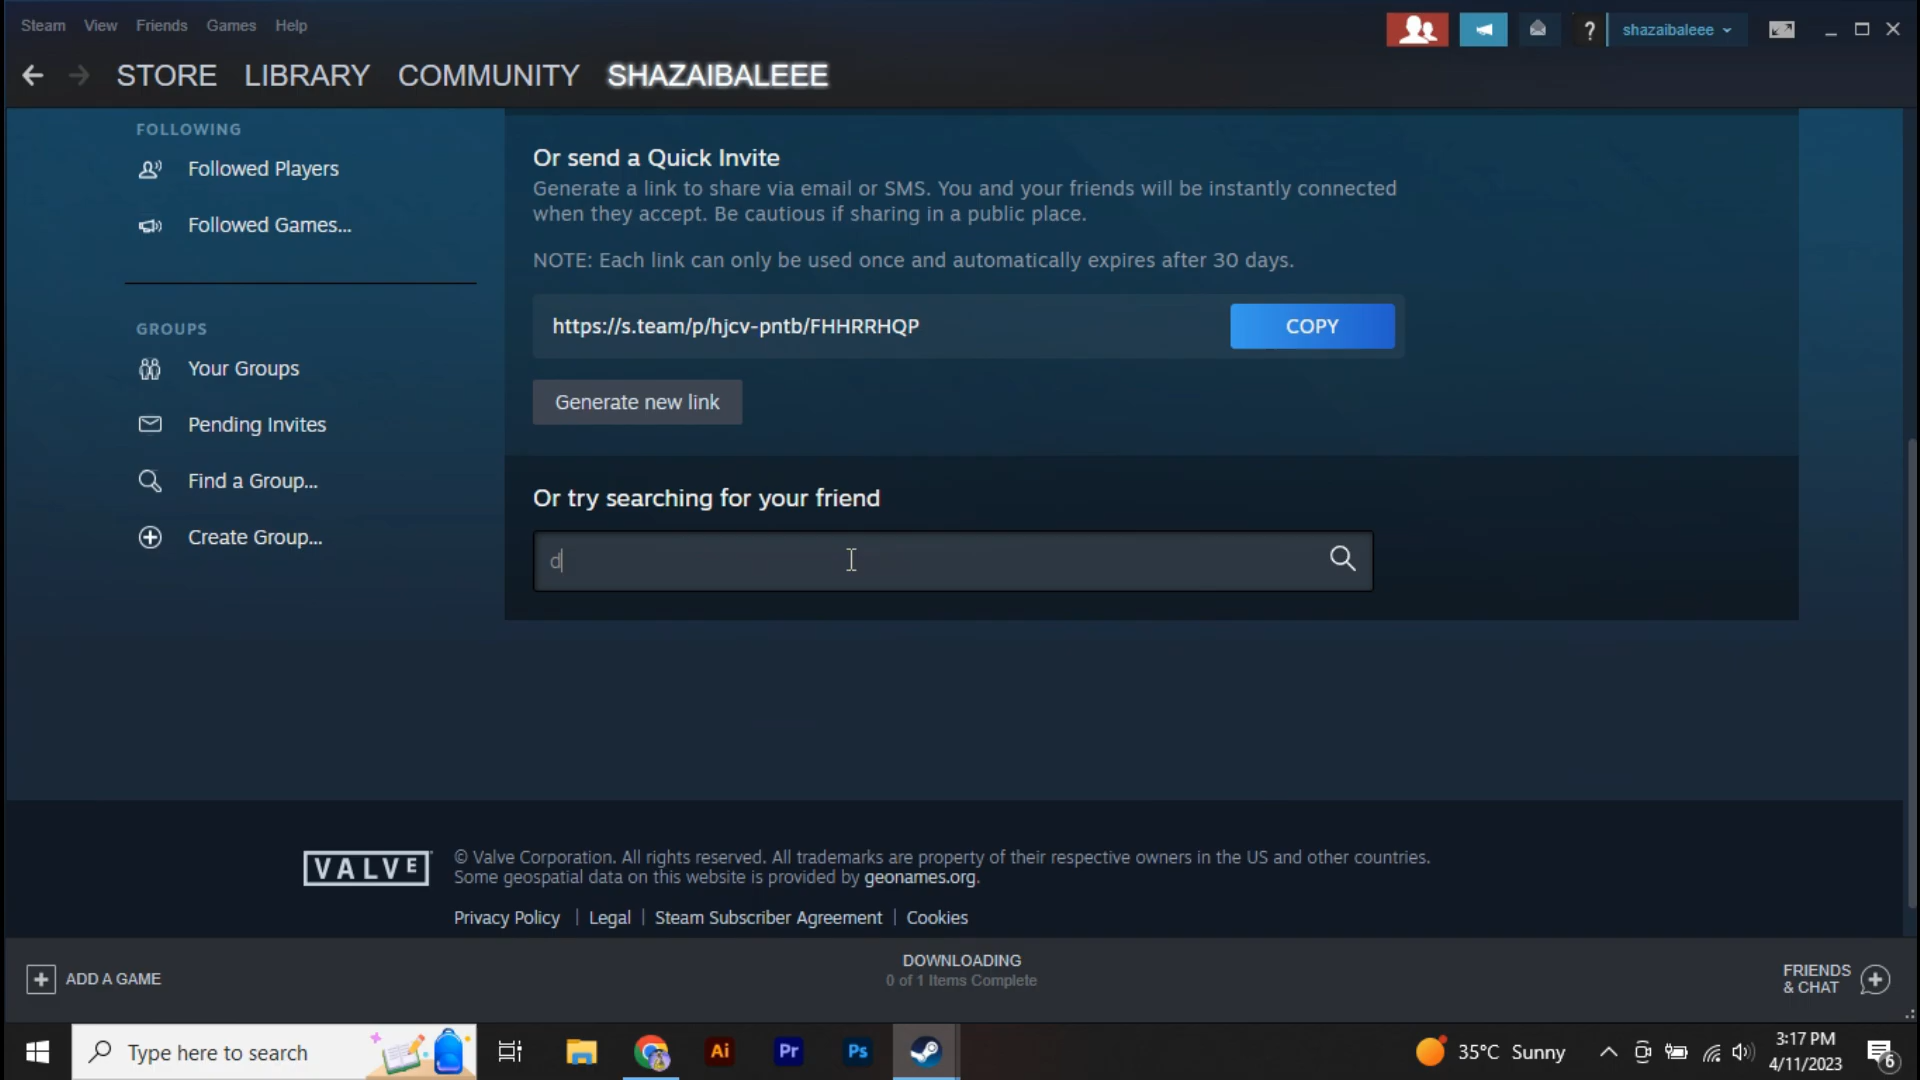 Steam View Friends Games Help
shazaibaleee
STORE LIBRARY COMMUNITY SHAZAIBALEEE
FOLLOWING
Followed Players
Followed Games...
GROUPS
Your Groups
Pending Invites
Find a Group...
Create Group...
Or send a Quick Invite
Generate a link to share via email or SMS. You and your friends will be instantly connected
when they accept. Be cautious if sharing in a public place.
NOTE: Each link can only be used once and automatically expires after 30 days.
https://s.team/p/hjcv-pntb/FHHRRHQP
COPY
Generate new link
Or try searching for your friend
d
VALVE
© Valve Corporation. All rights reserved. All trademarks are property of their respective owners in the US and other countries.
Some geospatial data on this website is provided by geonames.org.
Privacy Policy | Legal | Steam Subscriber Agreement | Cookies
ADD A GAME
DOWNLOADING
0 of 1 Items Complete
FRIENDS
& CHAT
Type here to search
Ai
Pr
Ps
35°C Sunny
3:17 PM
4/11/2023
6